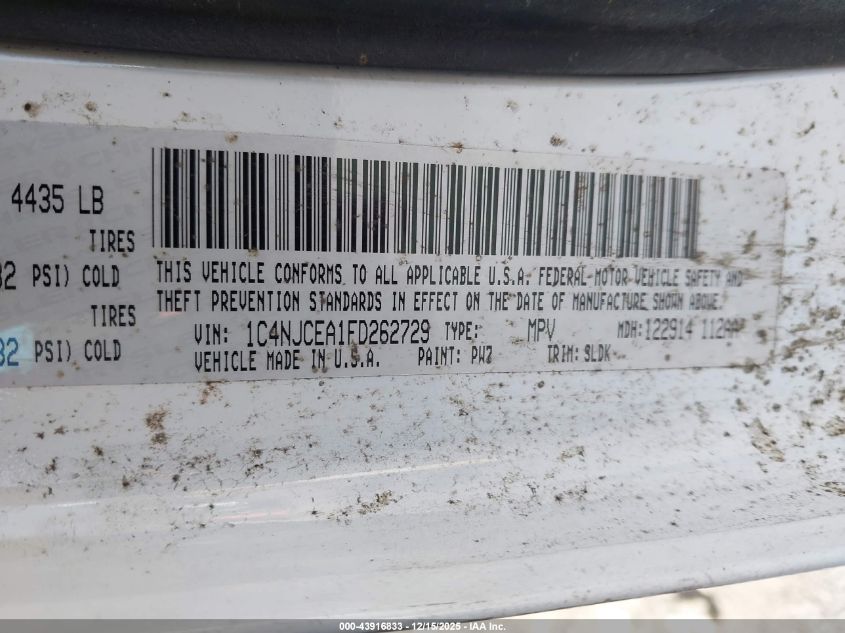 4435 LB
TIRES
32 PSI) COLD
TIRES
32 PSI) COLD
THIS VEHICLE CONFORMS TO ALL APPLICABLE U.S.A. FEDERAL MOTOR VEHICLE SAFETY AND
THEFT PREVENTION STANDARDS IN EFFECT ON THE DATE OF MANUFACTURE SHOWN ABOVE.
VIN: 1C4NJCEA1FD262729 TYPE: MPV MDH: 122914
VEHICLE MADE IN U.S.A. PAINT: PW7 TRIM: SLDK
000-43916833 - 12/15/2025 - IAA Inc.